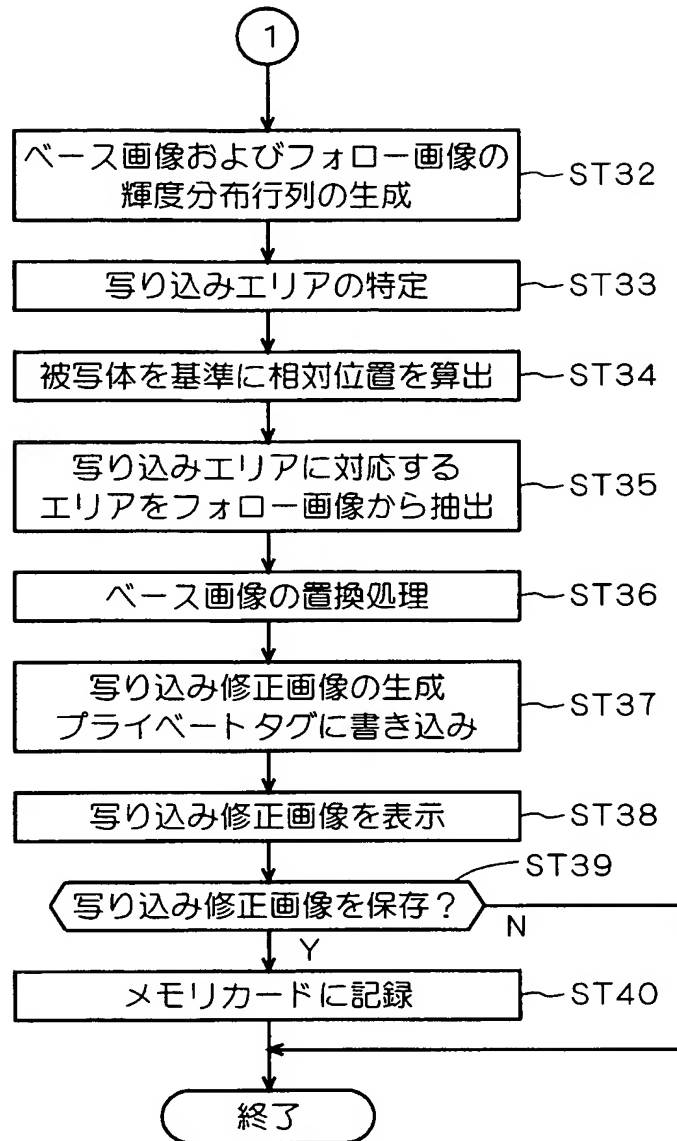 1
ベース画像およびフォロー画像の
輝度分布行列の生成
ST32
写り込みエリアの特定
ST33
被写体を基準に相対位置を算出
ST34
写り込みエリアに対応する
エリアをフォロー画像から抽出
ST35
ベース画像の置換処理
ST36
写り込み修正画像の生成
プライベートタグに書き込み
ST37
写り込み修正画像を表示
ST38
ST39
写り込み修正画像を保存？
N
Y
メモリカードに記録
ST40
終了